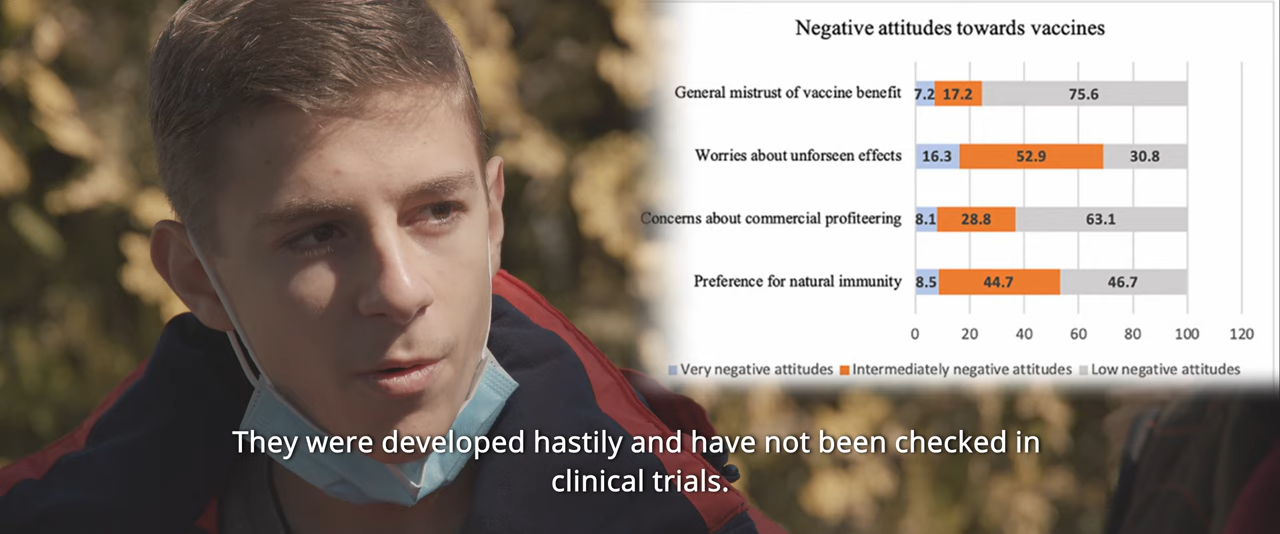 Negative attitudes towards vaccines
General mistrust of vaccine benefit 7.2 17.2 75.6
Worries about unforseen effects 16.3 52.9 30.8
Concerns about commercial profiteering 8.1 28.8 63.1
Preference for natural immunity 8.5 44.7 46.7
0 20 40 60 80 100 120
Very negative attitudes Intermediately negative attitudes Low negative attitudes
They were developed hastily and have not been checked in
clinical trials.